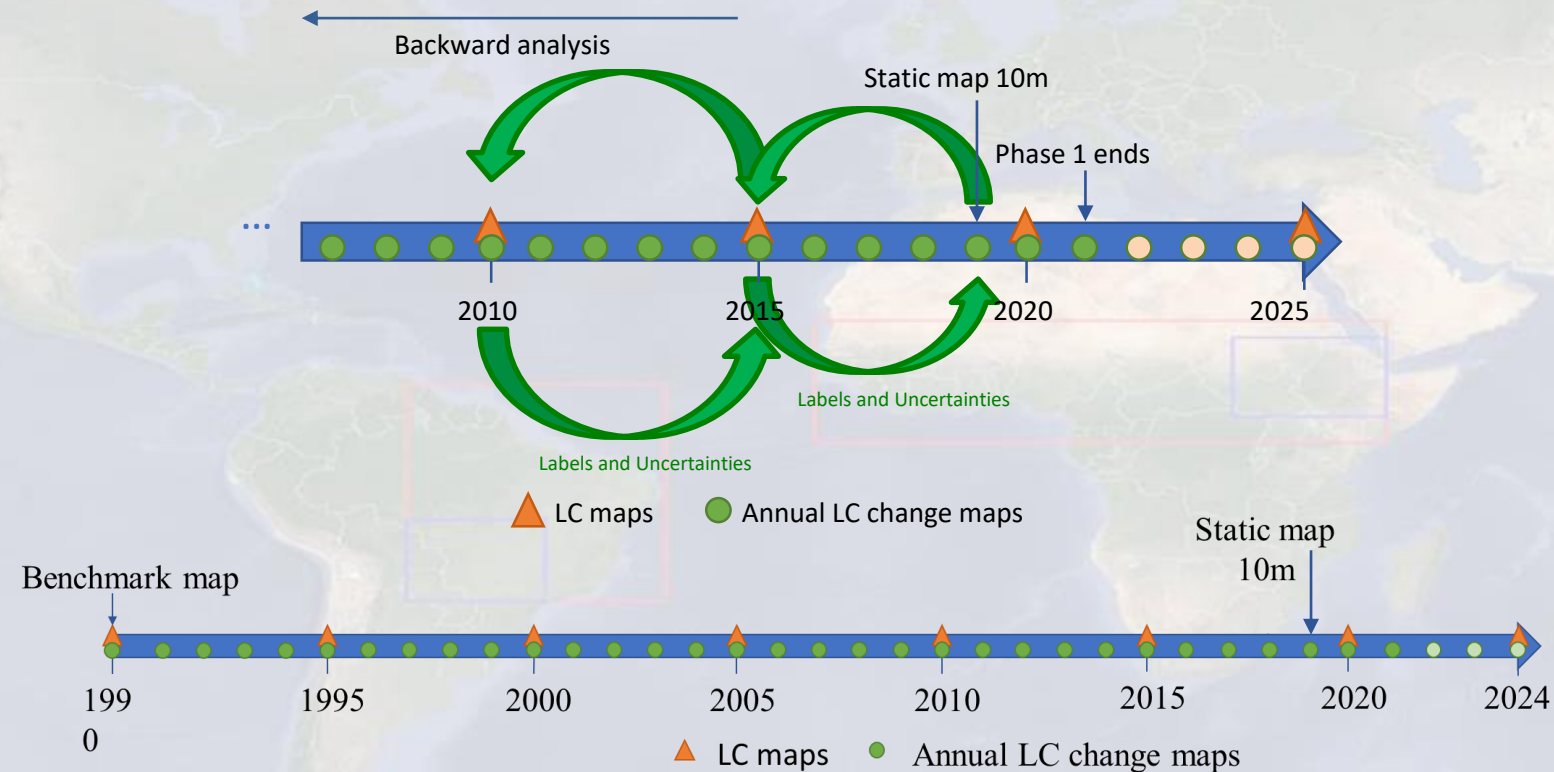 Backward analysis
Static map 10m
Phase 1 ends
...
2010
2015
2020
2025
Labels and Uncertainties
Labels and Uncertainties
LC maps
Annual LC change maps
Static map
10m
Benchmark map
199
0
1995
2000
2005
2010
2015
2020
2024
LC maps
Annual LC change maps